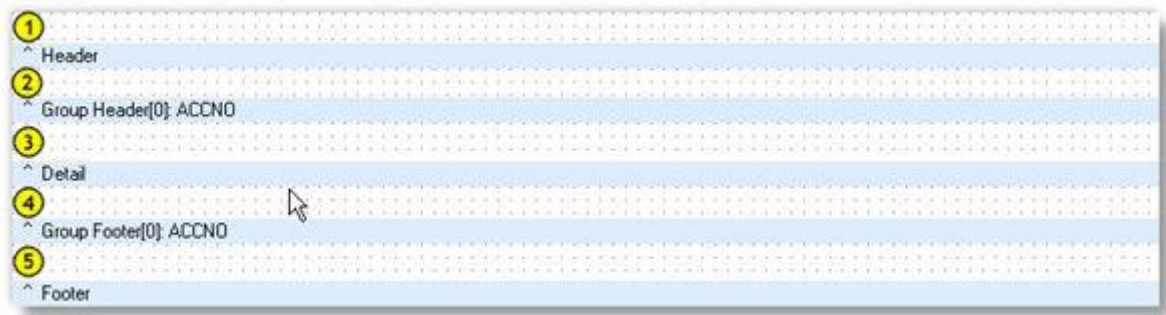 1
^ Header
2
^ Group Header[0]: ACCNO
3
^ Detail
4
^ Group Footer[0]: ACCNO
5
^ Footer